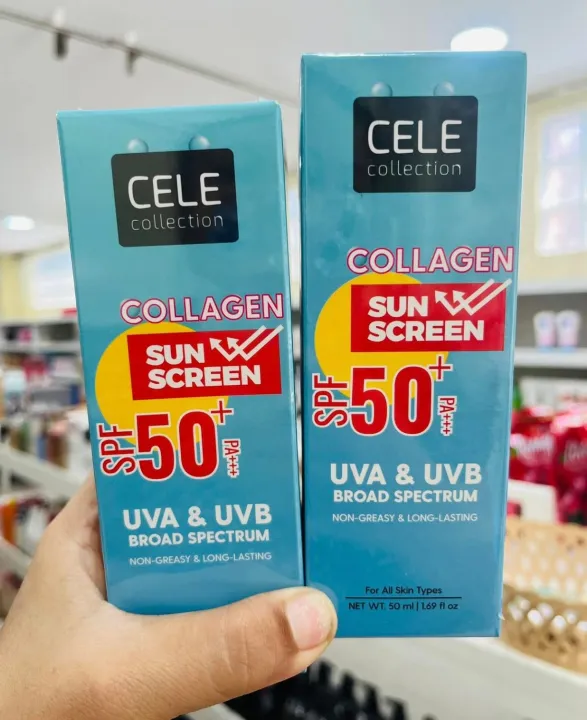 CELE
collection
COLLAGEN
SUN
SCREEN
SPF
50+
PA+++
UVA & UVB
BROAD SPECTRUM
NON-GREASY & LONG-LASTING
CELE
collection
COLLAGEN
SUN
SCREEN
SPF
50+
PA+++
UVA & UVB
BROAD SPECTRUM
NON-GREASY & LONG-LASTING
For All Skin Types
NET WT. 50 ml | 1.69 fl oz